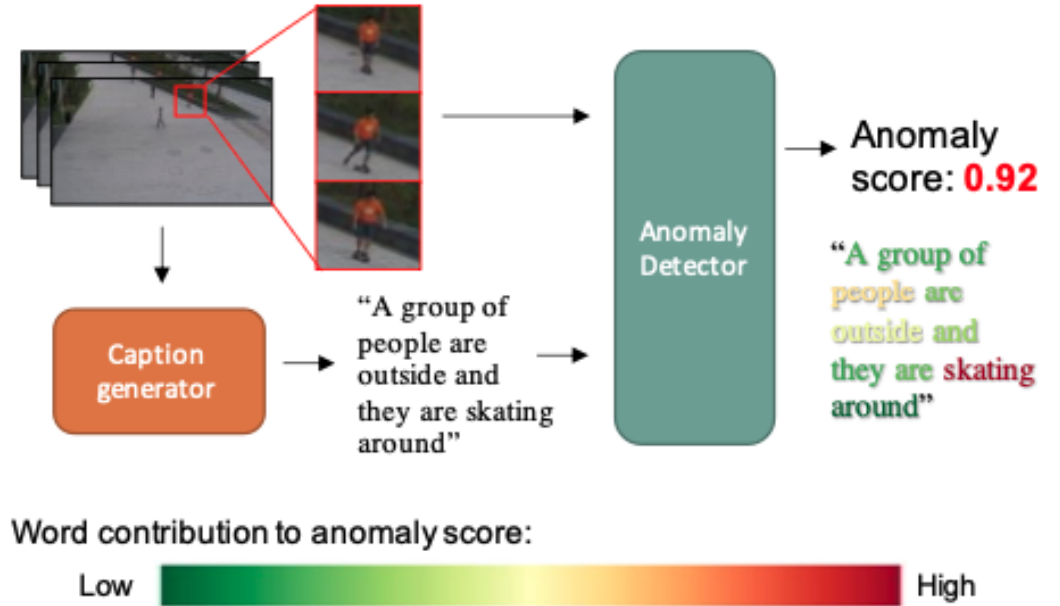 Caption
generator
“A group of
people are
outside and
they are skating
around”
Anomaly
Detector
Anomaly
score: 0.92
“A group of
people are
outside and
they are skating
around”
Word contribution to anomaly score:
Low
High